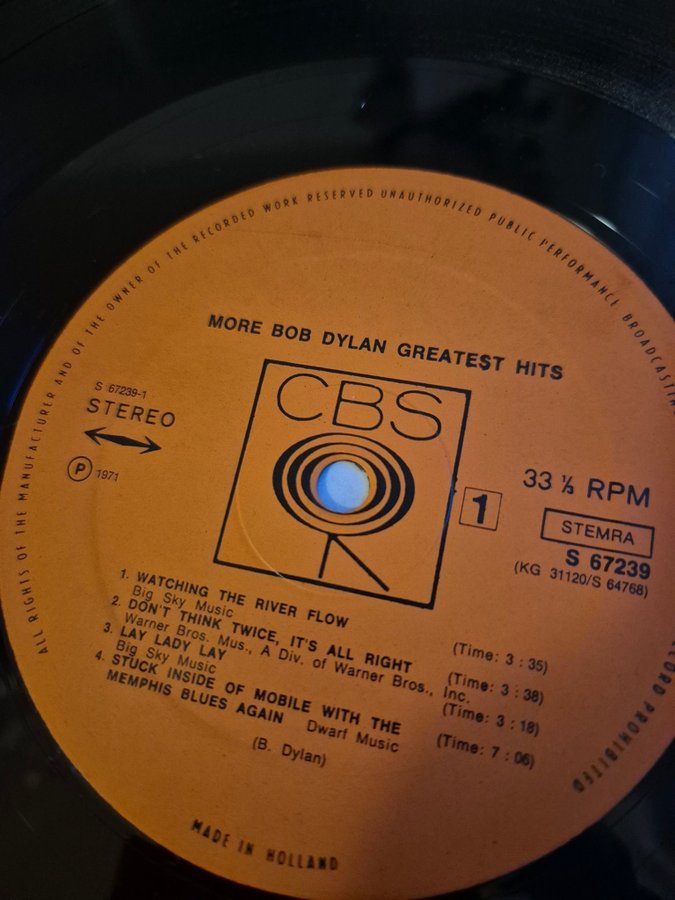 ALL RIGHTS OF THE MANUFACTURER AND OF THE OWNER OF THE RECORDED WORK RESERVED UNAUTHORIZED PUBLIC PERFORMANCE BROADCASTING
RECORD PROHIBITED
MORE BOB DYLAN GREATEST HITS
S 67239-1
STEREO
P 1971
CBS
33 ⅓ RPM
1
STEMRA
S 67239
(KG 31120/S 64768)
1. WATCHING THE RIVER FLOW
Big Sky Music (Time: 3 : 35)
2. DON'T THINK TWICE, IT'S ALL RIGHT
Warner Bros. Mus., A Div. of Warner Bros., Inc. (Time: 3 : 38)
3. LAY LADY LAY
Big Sky Music (Time: 3 : 18)
4. STUCK INSIDE OF MOBILE WITH THE
MEMPHIS BLUES AGAIN Dwarf Music (Time: 7 : 06)
(B. Dylan)
MADE IN HOLLAND